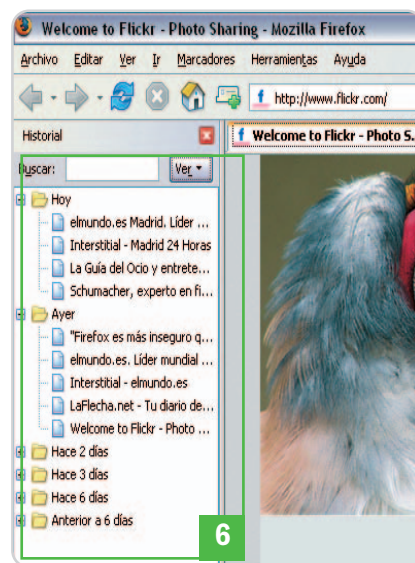 Welcome to Flickr - Photo Sharing - Mozilla Firefox
Archivo Editar Ver Ir Marcadores Herramientas Ayuda
http://www.flickr.com/
Historial
Welcome to Flickr - Photo S...
Buscar:
Ver
Hoy
elmundo.es Madrid. Líder ...
Interstitial - Madrid 24 Horas
La Guía del Ocio y entrete...
Schumacher, experto en fi...
Ayer
"Firefox es más inseguro q...
elmundo.es. Líder mundial ...
Interstitial - elmundo.es
LaFlecha.net - Tu diario de...
Welcome to Flickr - Photo ...
Hace 2 días
Hace 3 días
Hace 6 días
Anterior a 6 días
6